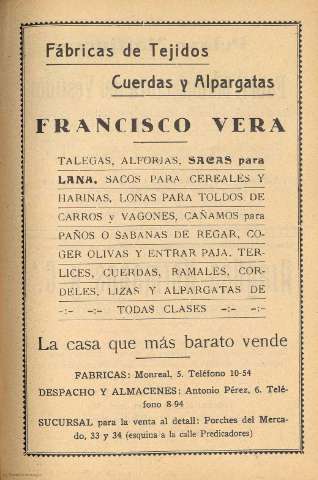 Fábricas de Tejidos
Cuerdas y Alpargatas
FRANCISCO VERA
TALEGAS, ALFORJAS, SACAS para
LANA, SACOS PARA CEREALES Y
HARINAS, LONAS PARA TOLDOS DE
CARROS y VAGONES, CAÑAMOS para
PAÑOS O SABANAS DE REGAR, CO-
GER OLIVAS Y ENTRAR PAJA. TER-
LICES, CUERDAS, RAMALES, COR-
DELES, LIZAS Y ALPARGATAS DE
-:- -:- TODAS CLASES -:- -:-
La casa que más barato vende
FABRICAS: Monreal, 5. Teléfono 10-54
DESPACHO Y ALMACENES: Antonio Pérez, 6. Telé-
fono 8-94
SUCURSAL para la venta al detall: Porches del Merca-
do, 33 y 34 (esquina a la calle Predicadores)